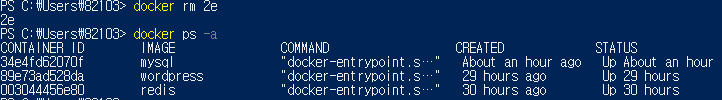 PS C:\Users\82103> docker rm 2e
2e
PS C:\Users\82103> docker ps -a
CONTAINER ID IMAGE COMMAND CREATED STATUS
34e4fd62070f mysql "docker-entrypoint.s…" About an hour ago Up About an hour
89e73ad528da wordpress "docker-entrypoint.s…" 29 hours ago Up 29 hours
003044456e80 redis "docker-entrypoint.s…" 30 hours ago Up 30 hours